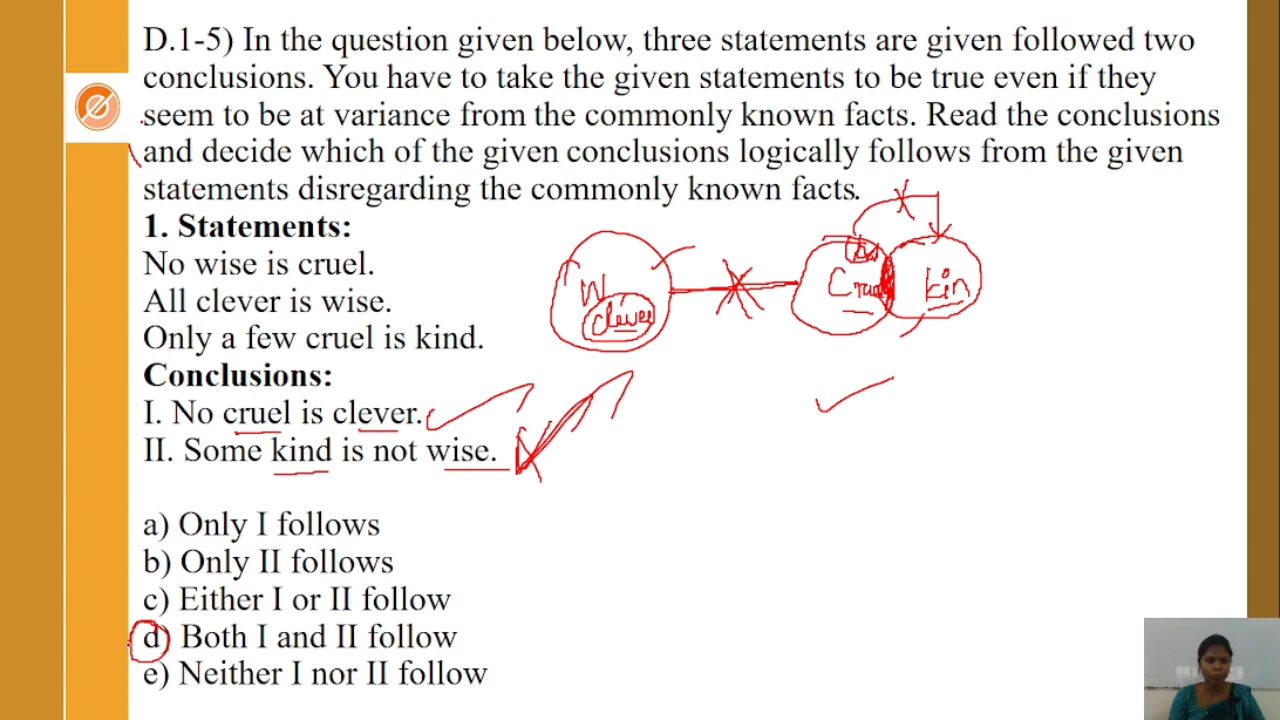 D.1-5) In the question given below, three statements are given followed two
conclusions. You have to take the given statements to be true even if they
seem to be at variance from the commonly known facts. Read the conclusions
and decide which of the given conclusions logically follows from the given
statements disregarding the commonly known facts.
1. Statements:
No wise is cruel.
All clever is wise.
Only a few cruel is kind.
Conclusions:
I. No cruel is clever.
II. Some kind is not wise.
a) Only I follows
b) Only II follows
c) Either I or II follow
d) Both I and II follow
e) Neither I nor II follow
W
clever
kin